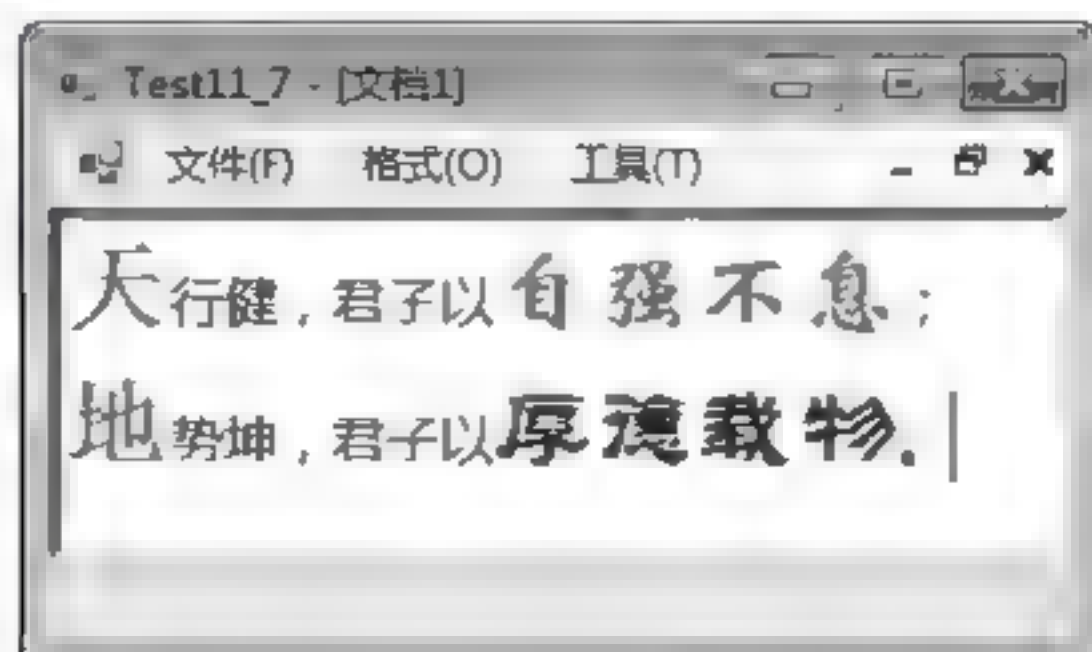 Test11_7 - [文档1]
文件(F) 格式(O) 工具(T)
天行健，君子以自强不息；
地势坤，君子以厚德载物。